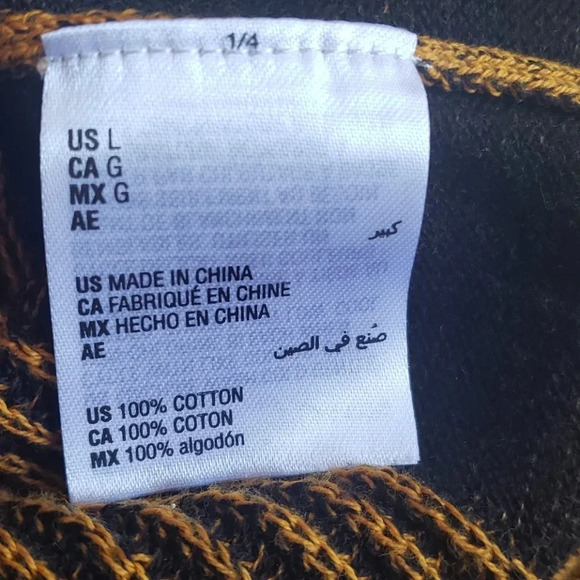 1/4
US L
CA G
MX G
AE كبير
US MADE IN CHINA
CA FABRIQUÉ EN CHINE
MX HECHO EN CHINA
AE صُنع في الصين
US 100% COTTON
CA 100% COTON
MX 100% algodón